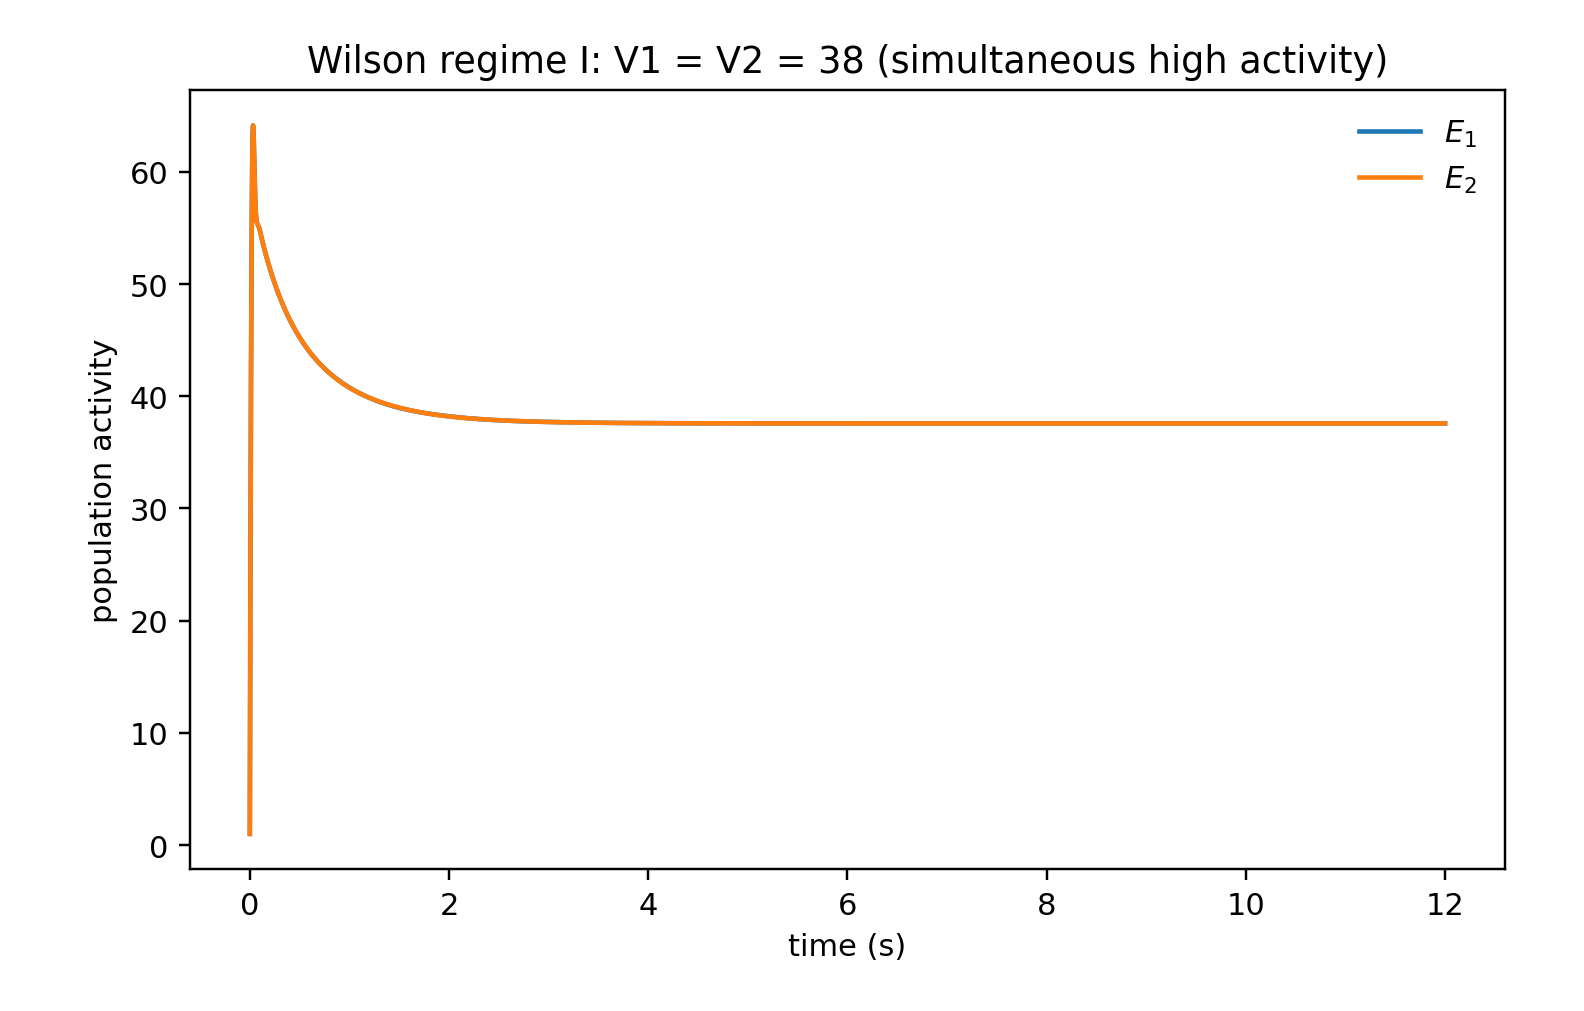 Wilson regime I: V1 = V2 = 38 (simultaneous high activity)
E₁
E₂
60
50
40
30
20
10
0
population activity
0 2 4 6 8 10 12
time (s)